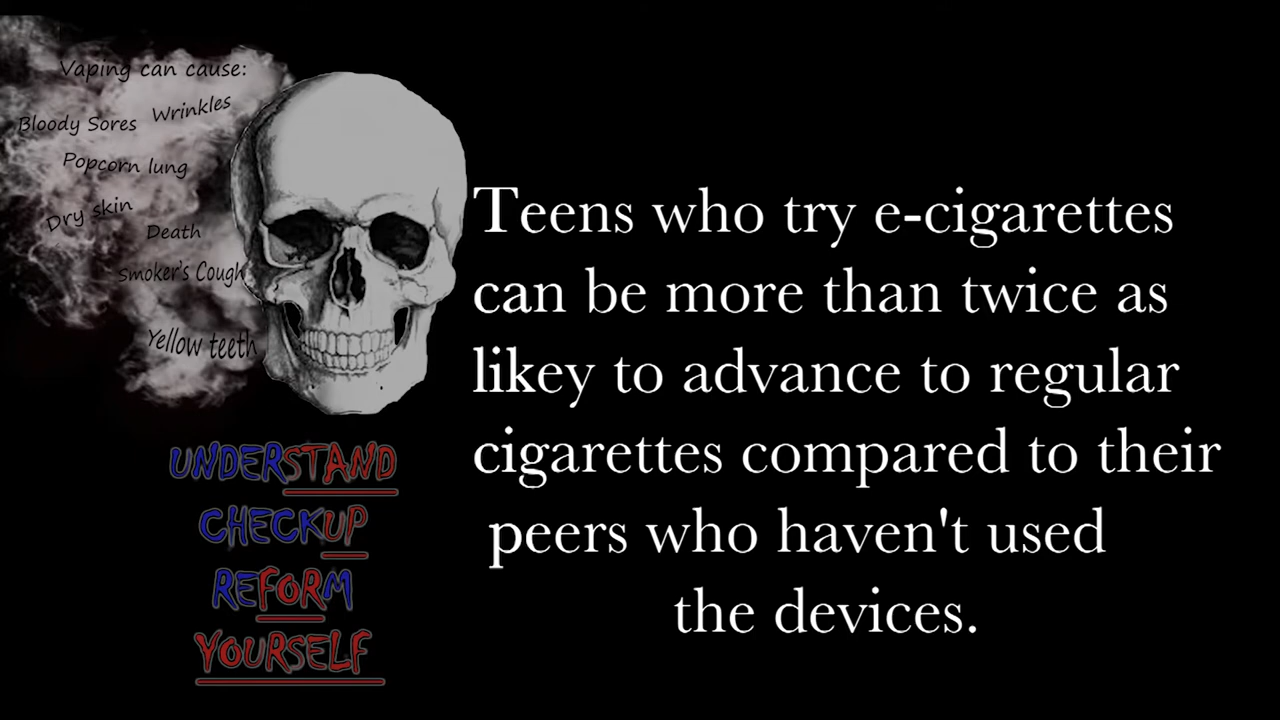 Vaping can cause:
Wrinkles
Bloody Sores
Popcorn lung
Dry skin
Death
Smoker's Cough
Yellow teeth
UNDERSTAND
CHECKUP
REFORM
YOURSELF
Teens who try e-cigarettes
can be more than twice as
likey to advance to regular
cigarettes compared to their
peers who haven't used
the devices.